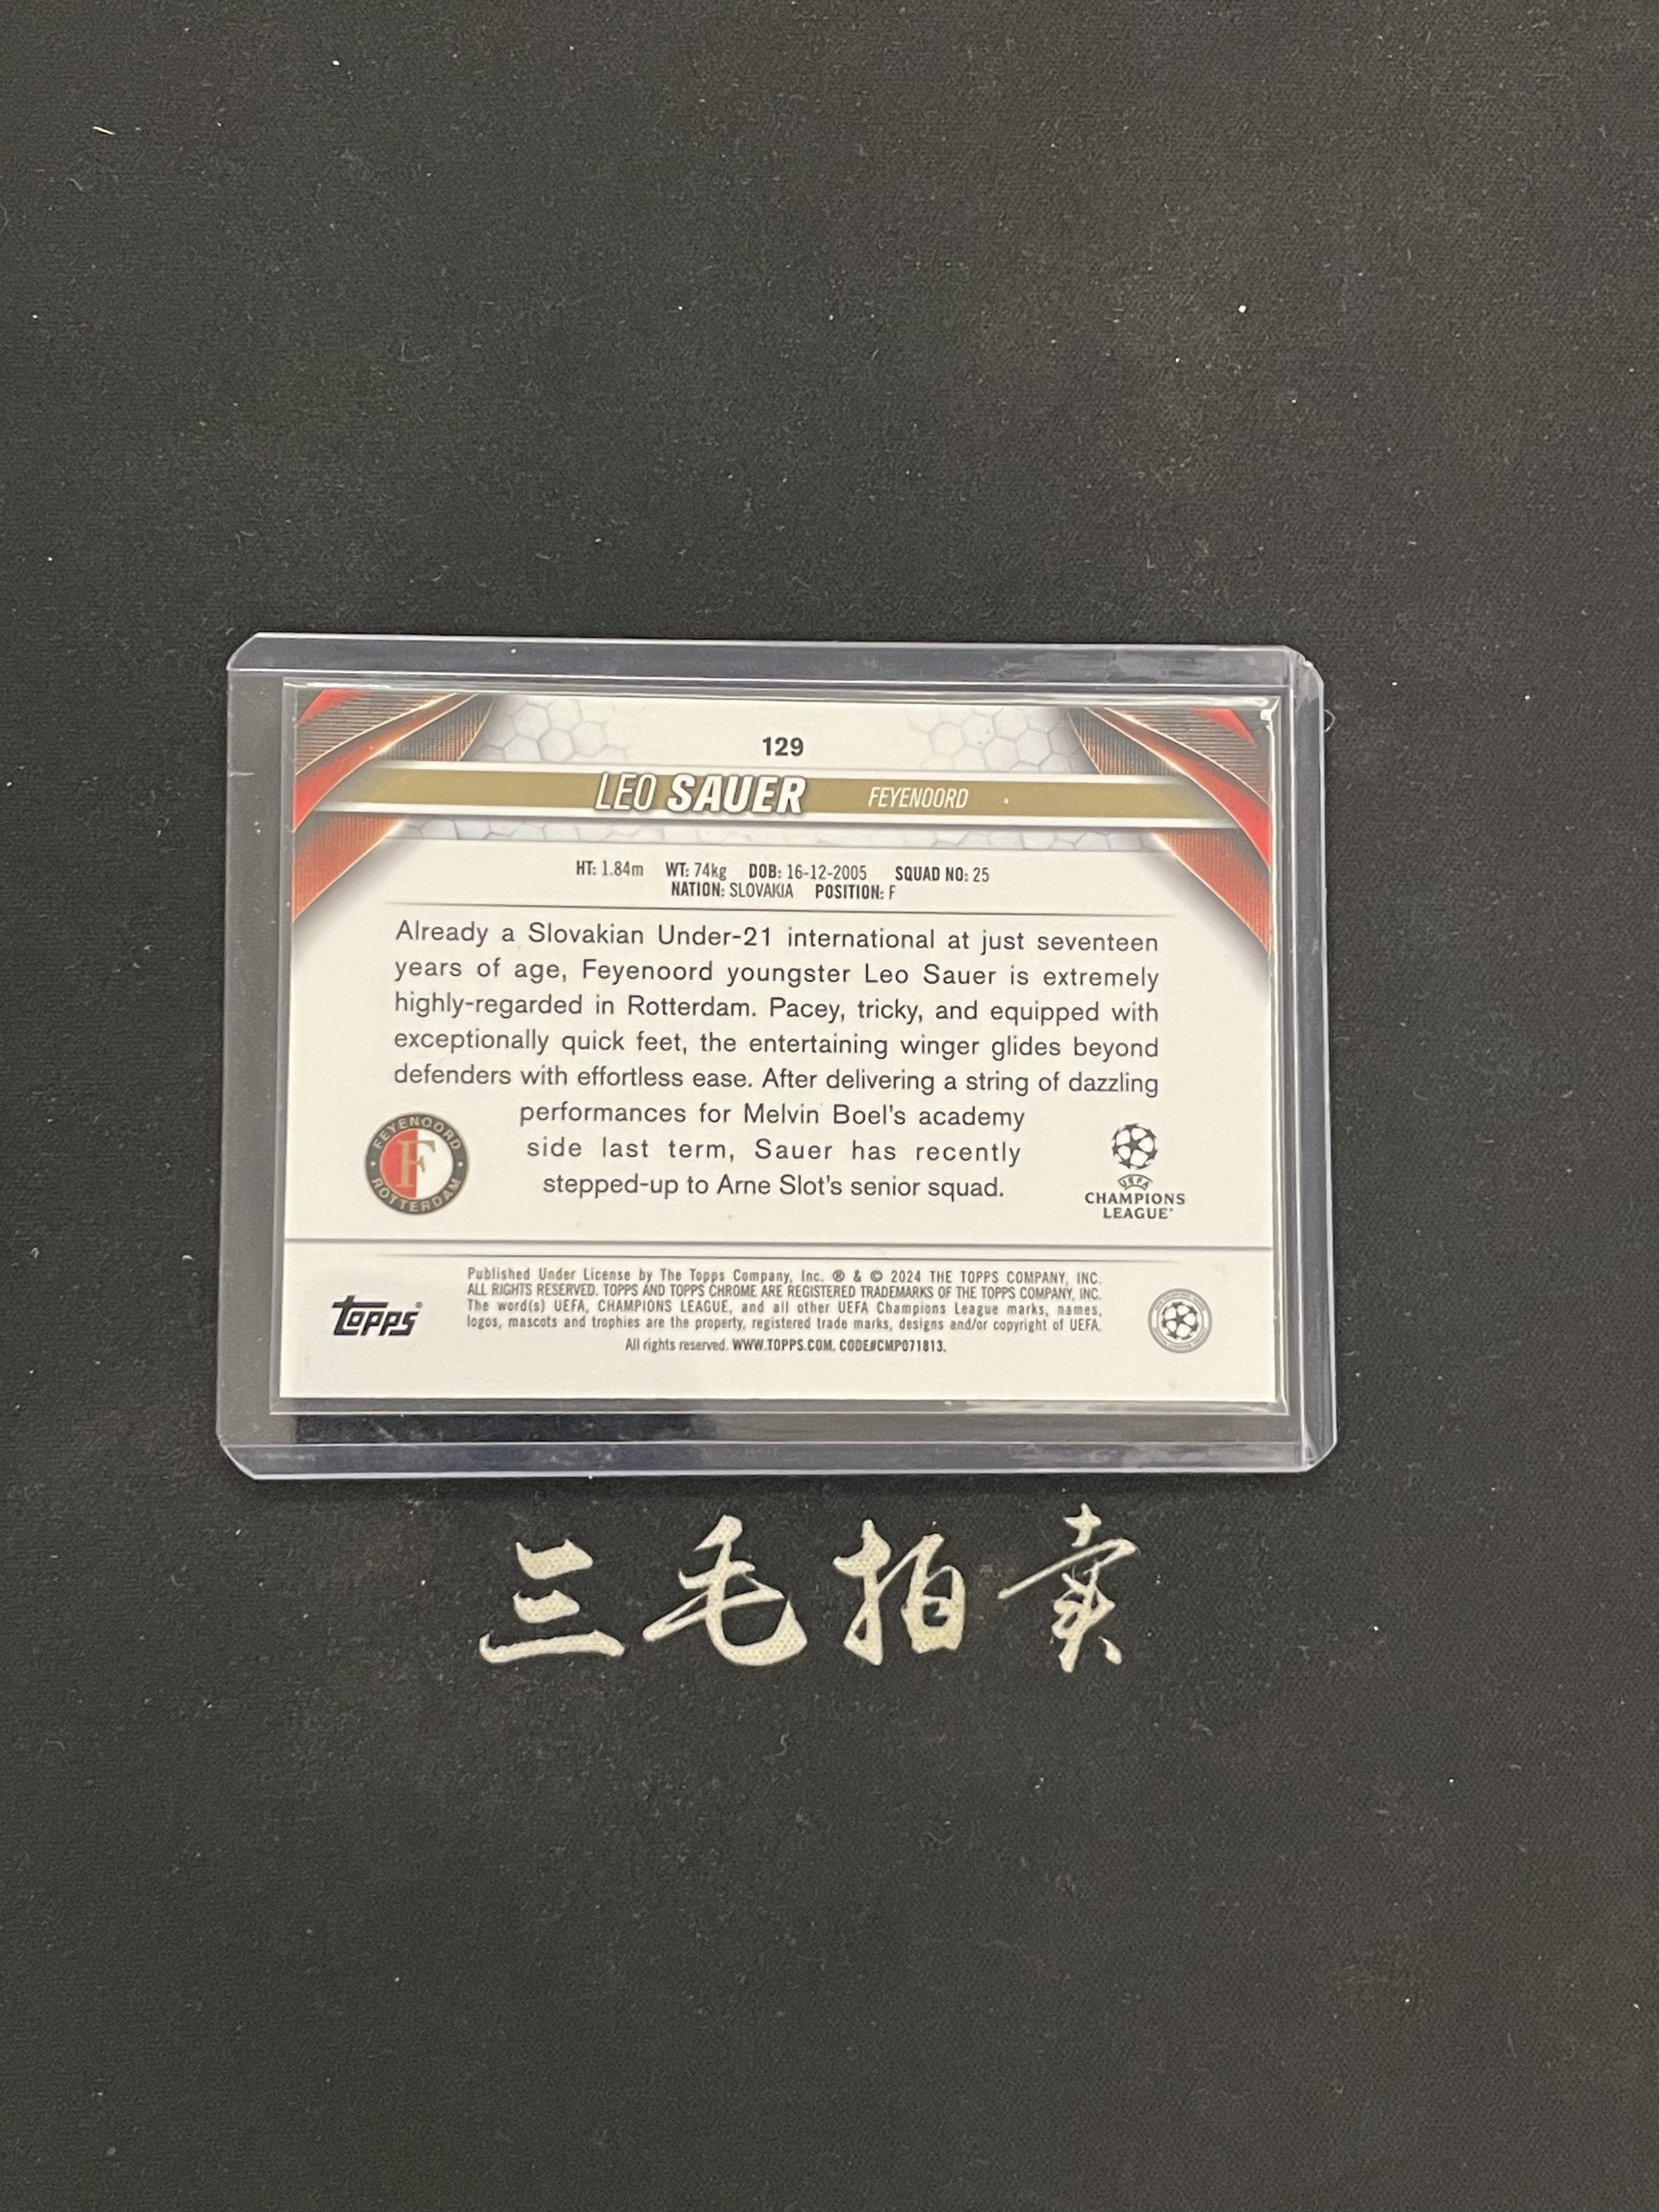 129
LEO SAUER FEYENOORD
HT: 1.84m WT: 74kg DOB: 16-12-2005 SQUAD NO: 25
NATION: SLOVAKIA POSITION: F
Already a Slovakian Under-21 international at just seventeen
years of age, Feyenoord youngster Leo Sauer is extremely
highly-regarded in Rotterdam. Pacey, tricky, and equipped with
exceptionally quick feet, the entertaining winger glides beyond
defenders with effortless ease. After delivering a string of dazzling
performances for Melvin Boel's academy
side last term, Sauer has recently
stepped-up to Arne Slot's senior squad.
FEYENOORD
F
ROTTERDAM
UEFA
CHAMPIONS
LEAGUE
topps®
Published Under License by The Topps Company, Inc. ® & © 2024 THE TOPPS COMPANY, INC.
ALL RIGHTS RESERVED. TOPPS AND TOPPS CHROME ARE REGISTERED TRADEMARKS OF THE TOPPS COMPANY, INC.
The word(s) UEFA, CHAMPIONS LEAGUE, and all other UEFA Champions League marks, names,
logos, mascots and trophies are the property, registered trade marks, designs and/or copyright of UEFA.
All rights reserved. WWW.TOPPS.COM. CODE#CMP071813.
三毛拍卖